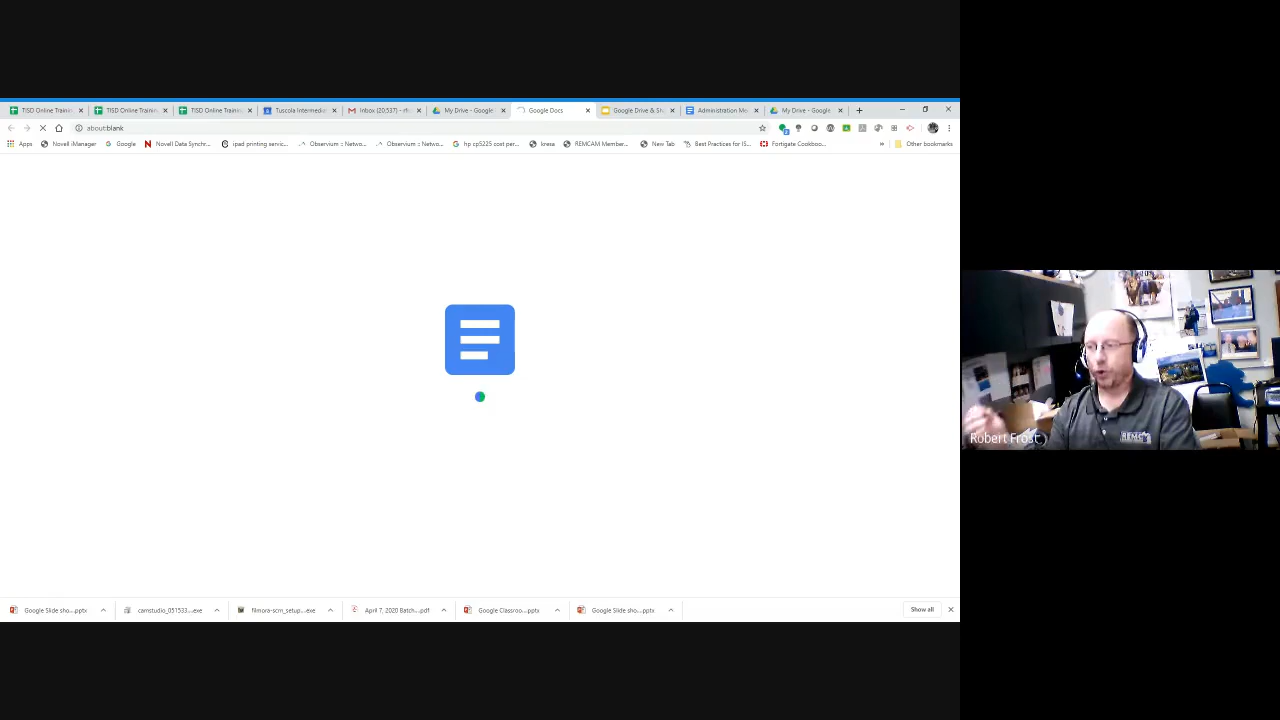 TISD Online Trainin
TISD Online Trainin
TISD Online Trainin
Tuscola Intermedia
Inbox (20,537) - rf
My Drive - Google
Google Docs
Google Drive & Sh
Administration Mo
My Drive - Google
about:blank
Apps
Novell iManager
Google
Novell Data Synchr...
ipad printing servic...
Observium :: Netwo...
Observium :: Netwo...
hp cp5225 cost per...
kresa
REMCAM Member...
New Tab
Best Practices for IS...
Fortigate Cookboo...
»
Other bookmarks
Robert Frost
Google Slide sho....pptx
camstudio_051533....exe
filmora-scrn_setup....exe
April 7, 2020 Batch...pdf
Google Classroo....pptx
Google Slide sho....pptx
Show all